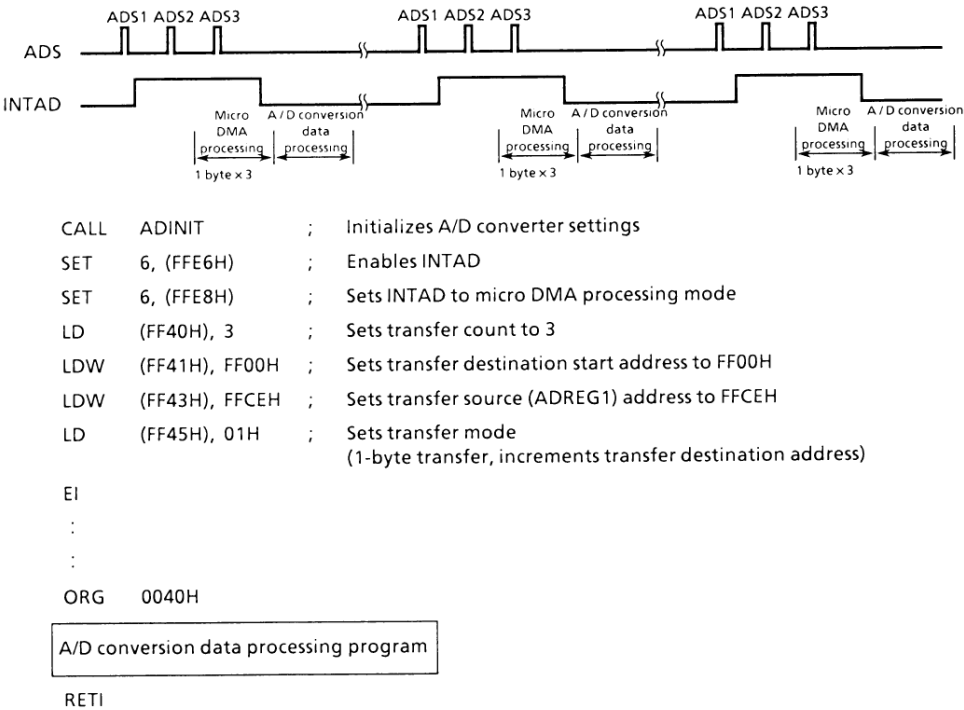 ADS1 ADS2 ADS3 ADS1 ADS2 ADS3 ADS1 ADS2 ADS3
ADS
INTAD
Micro A/D conversion Micro A/D conversion Micro A/D conversion
DMA data DMA data DMA data
processing processing processing processing processing processing
1 byte x 3 1 byte x 3 1 byte x 3
CALL ADINIT ; Initializes A/D converter settings
SET 6, (FFE6H) ; Enables INTAD
SET 6, (FFE8H) ; Sets INTAD to micro DMA processing mode
LD (FF40H), 3 ; Sets transfer count to 3
LDW (FF41H), FF00H ; Sets transfer destination start address to FF00H
LDW (FF43H), FFCEH ; Sets transfer source (ADREG1) address to FFCEH
LD (FF45H), 01H ; Sets transfer mode
(1-byte transfer, increments transfer destination address)
EI
:
:
ORG 0040H
A/D conversion data processing program
RETI